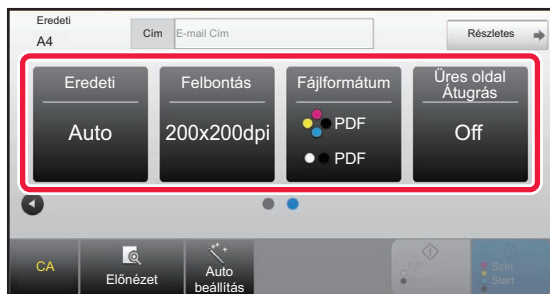 Eredeti
A4
Cím
E-mail Cím
Részletes
Eredeti
Auto
Felbontás
200x200dpi
Fájlformátum
PDF
PDF
Üres oldal
Átugrás
Off
CA
Előnézet
Auto
beállítás
Szín
Start